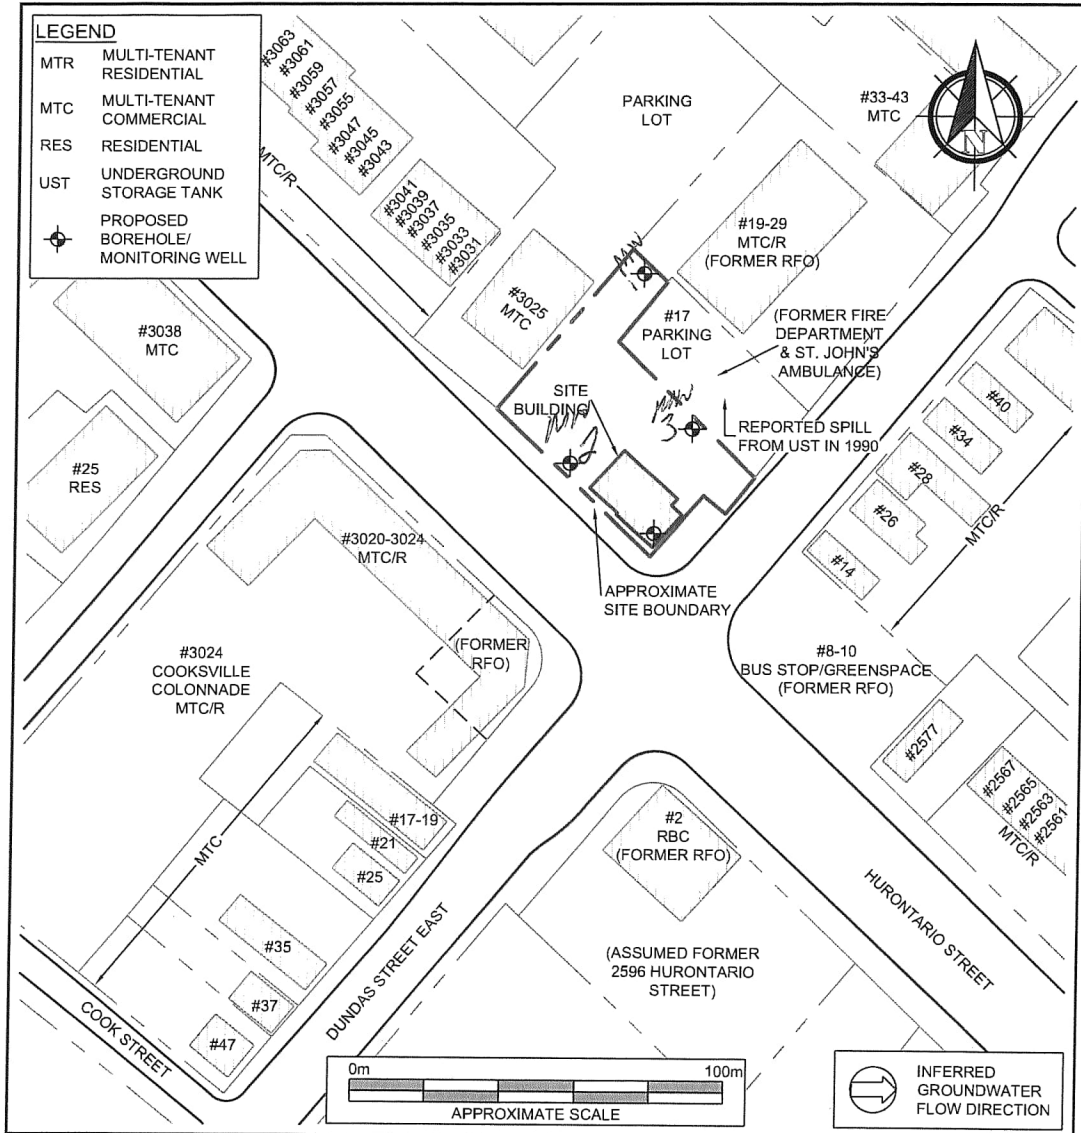 LEGEND
MTR MULTI-TENANT
RESIDENTIAL
MTC MULTI-TENANT
COMMERCIAL
RES RESIDENTIAL
UST UNDERGROUND
STORAGE TANK
PROPOSED
BOREHOLE/
MONITORING WELL
#3063
#3061
#3059
#3057
#3055
#3047
#3045
#3043
MTC/R
#3041
#3039
#3037
#3035
#3033
#3031
PARKING
LOT
#33-43
MTC
N
#19-29
MTC/R
(FORMER RFO)
MW
1
#3025
MTC
#17
PARKING
LOT
(FORMER FIRE
DEPARTMENT
& ST. JOHN'S
AMBULANCE)
SITE
BUILDING
MW
2
MW
3
REPORTED SPILL
FROM UST IN 1990
#3038
MTC
#25
RES
#40
#34
#28
#26
#14
MTC/R
#3020-3024
MTC/R
APPROXIMATE
SITE BOUNDARY
(FORMER
RFO)
#3024
COOKSVILLE
COLONNADE
MTC/R
#8-10
BUS STOP/GREENSPACE
(FORMER RFO)
#2577
#2567
#2565
#2563
#2561
MTC/R
#17-19
#21
#25
MTC
#35
#37
#47
#2
RBC
(FORMER RFO)
HURONTARIO STREET
(ASSUMED FORMER
2596 HURONTARIO
STREET)
DUNDAS STREET EAST
COOK STREET
0m 100m
APPROXIMATE SCALE
INFERRED
GROUNDWATER
FLOW DIRECTION